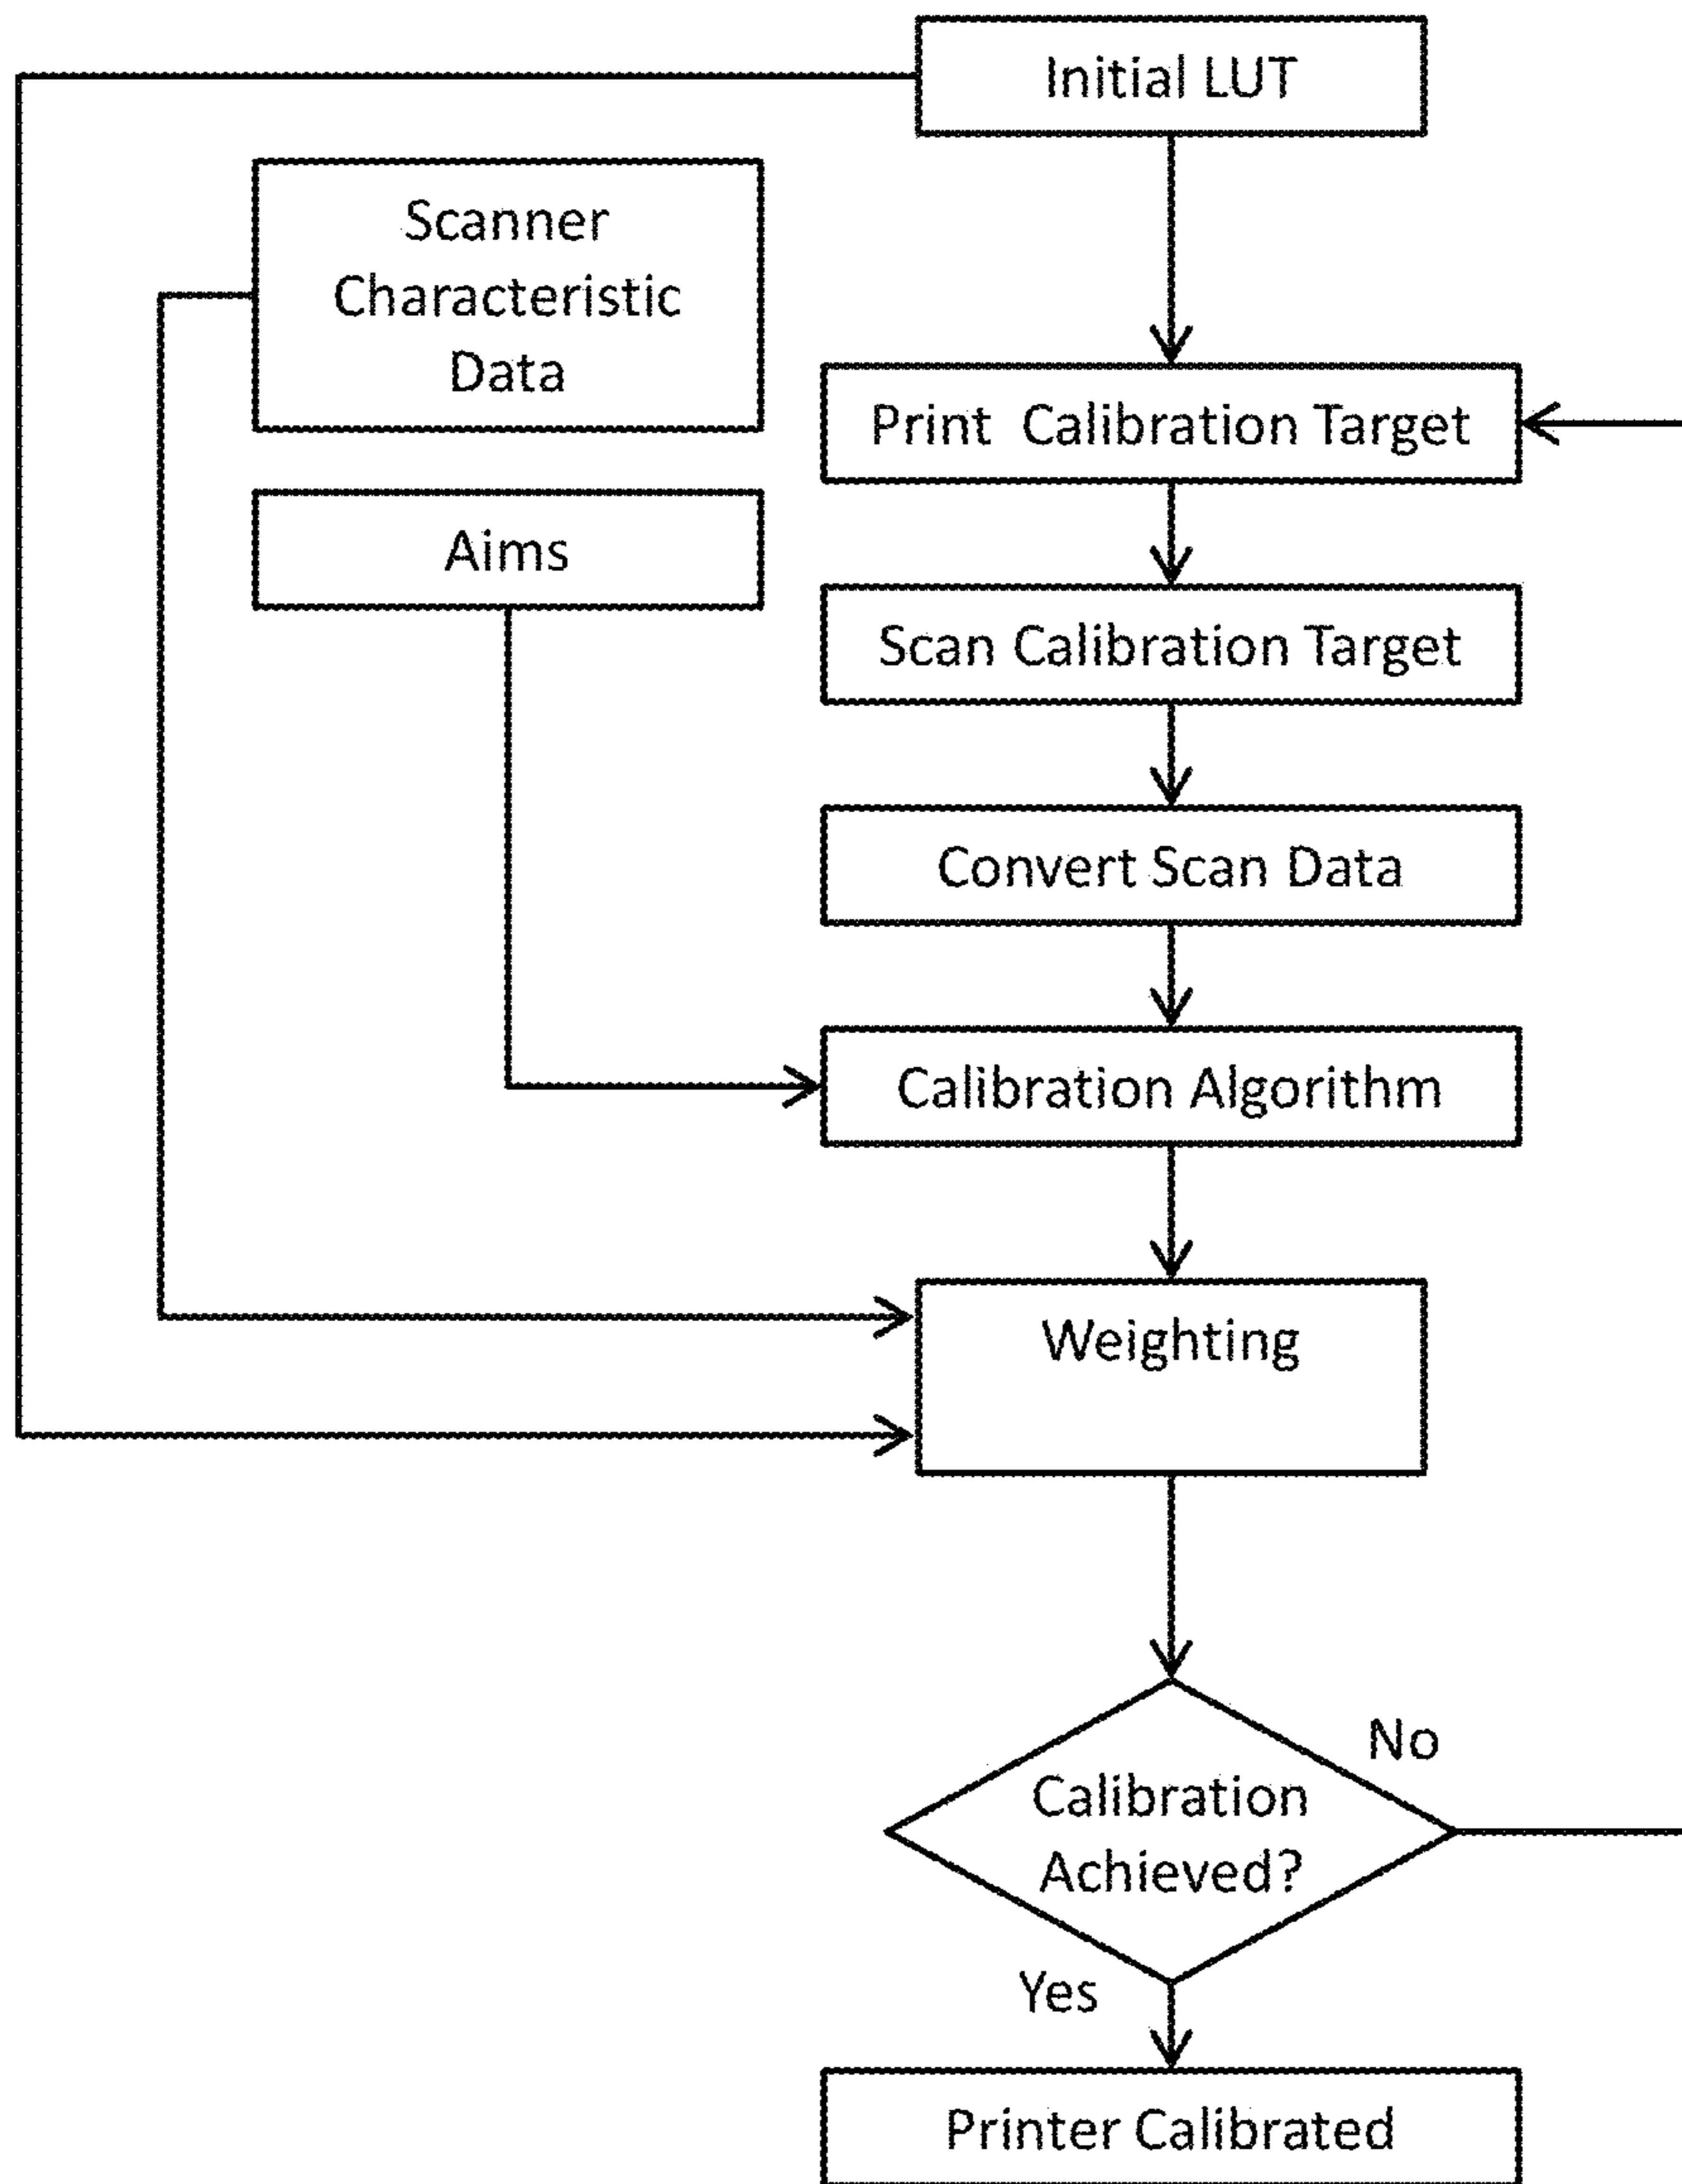 Initial LUT
Scanner
Characteristic
Data
Print Calibration Target
Aims
Scan Calibration Target
Convert Scan Data
Calibration Algorithm
Weighting
No
Calibration
Achieved?
Yes
Printer Calibrated